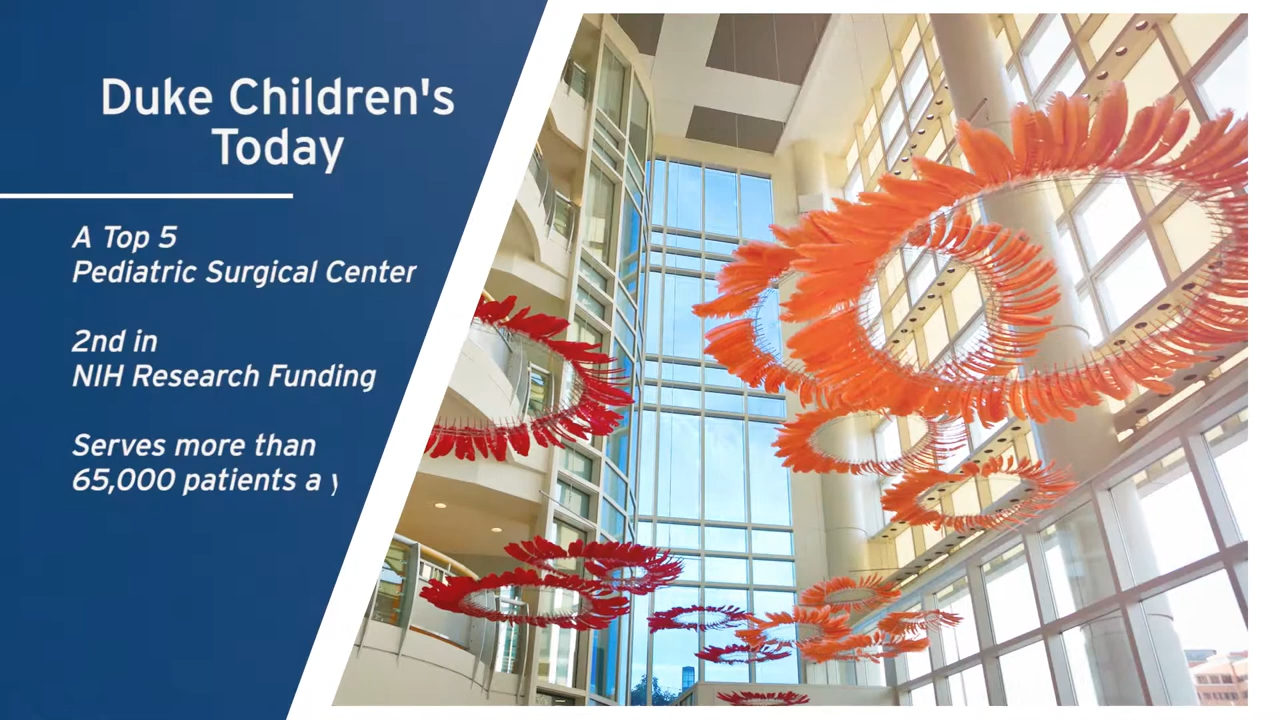 Duke Children's
Today
A Top 5
Pediatric Surgical Center
2nd in
NIH Research Funding
Serves more than
65,000 patients a y